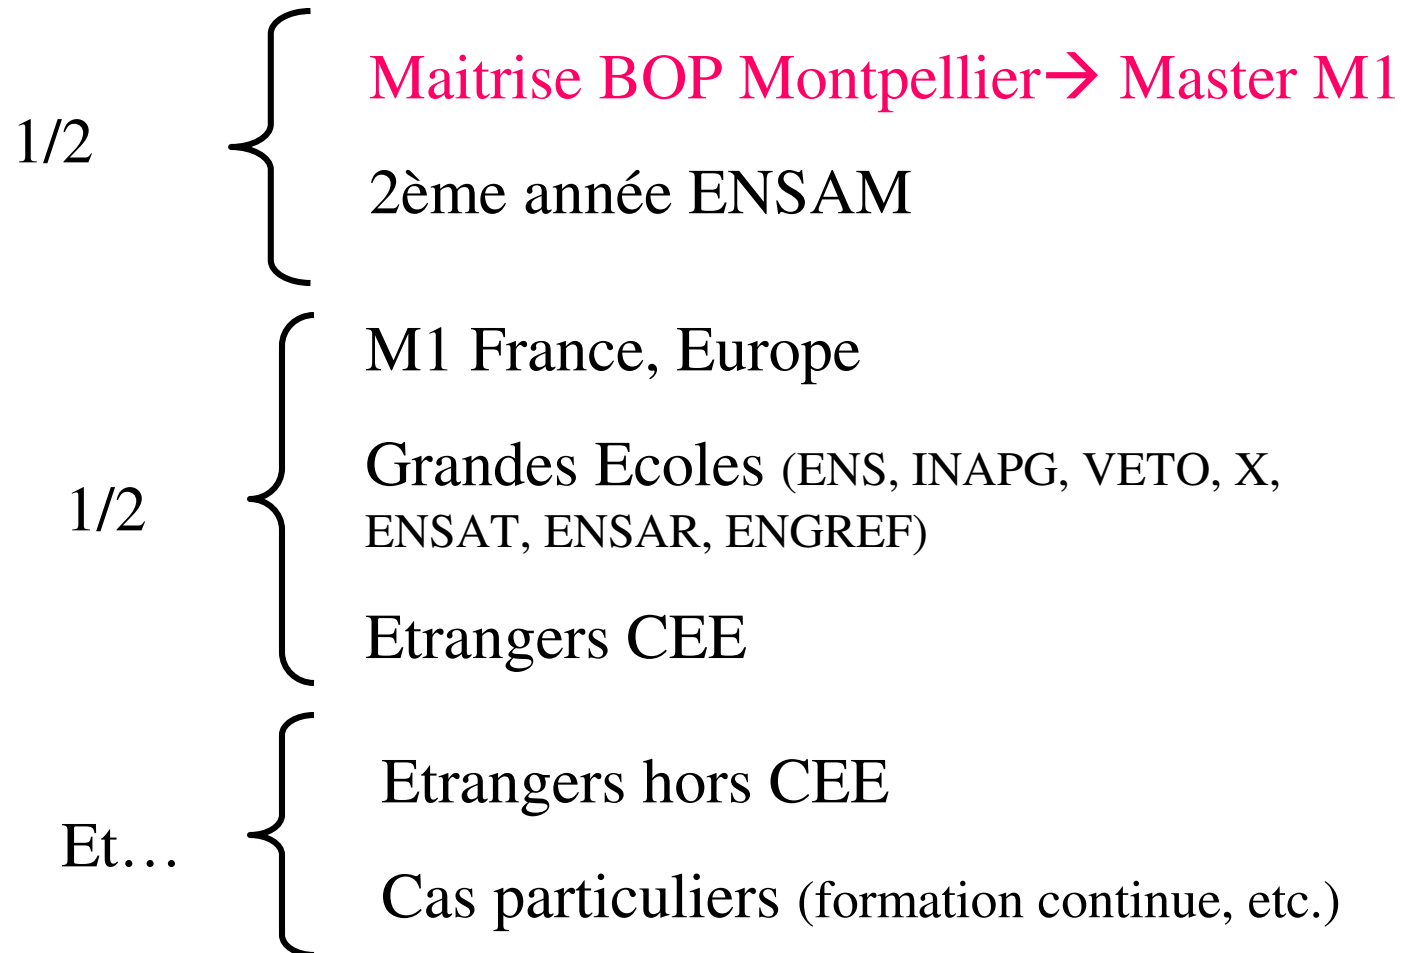 Maitrise BOP Montpellier→ Master M1
1/2
2ème année ENSAM
M1 France, Europe
Grandes Ecoles (ENS, INAPG, VETO, X,
1/2
ENSAT, ENSAR, ENGREF)
Etrangers CEE
Etrangers hors CEE
Et…
Cas particuliers (formation continue, etc.)